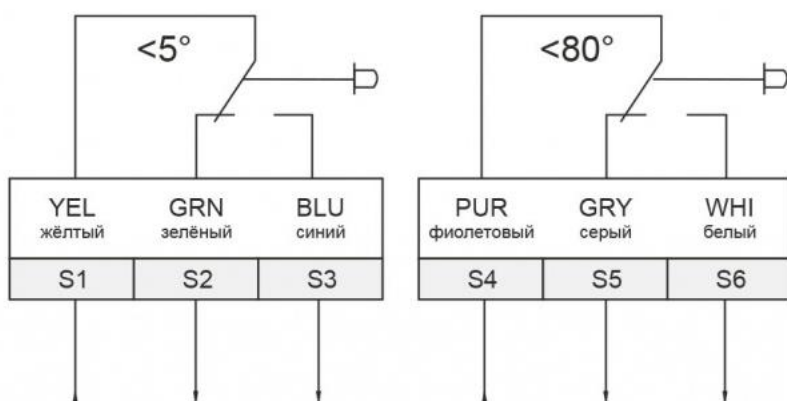 <5°
<80°
YEL GRN BLU
жёлтый зелёный синий
PUR GRY WHI
фиолетовый серый белый
S1 S2 S3
S4 S5 S6